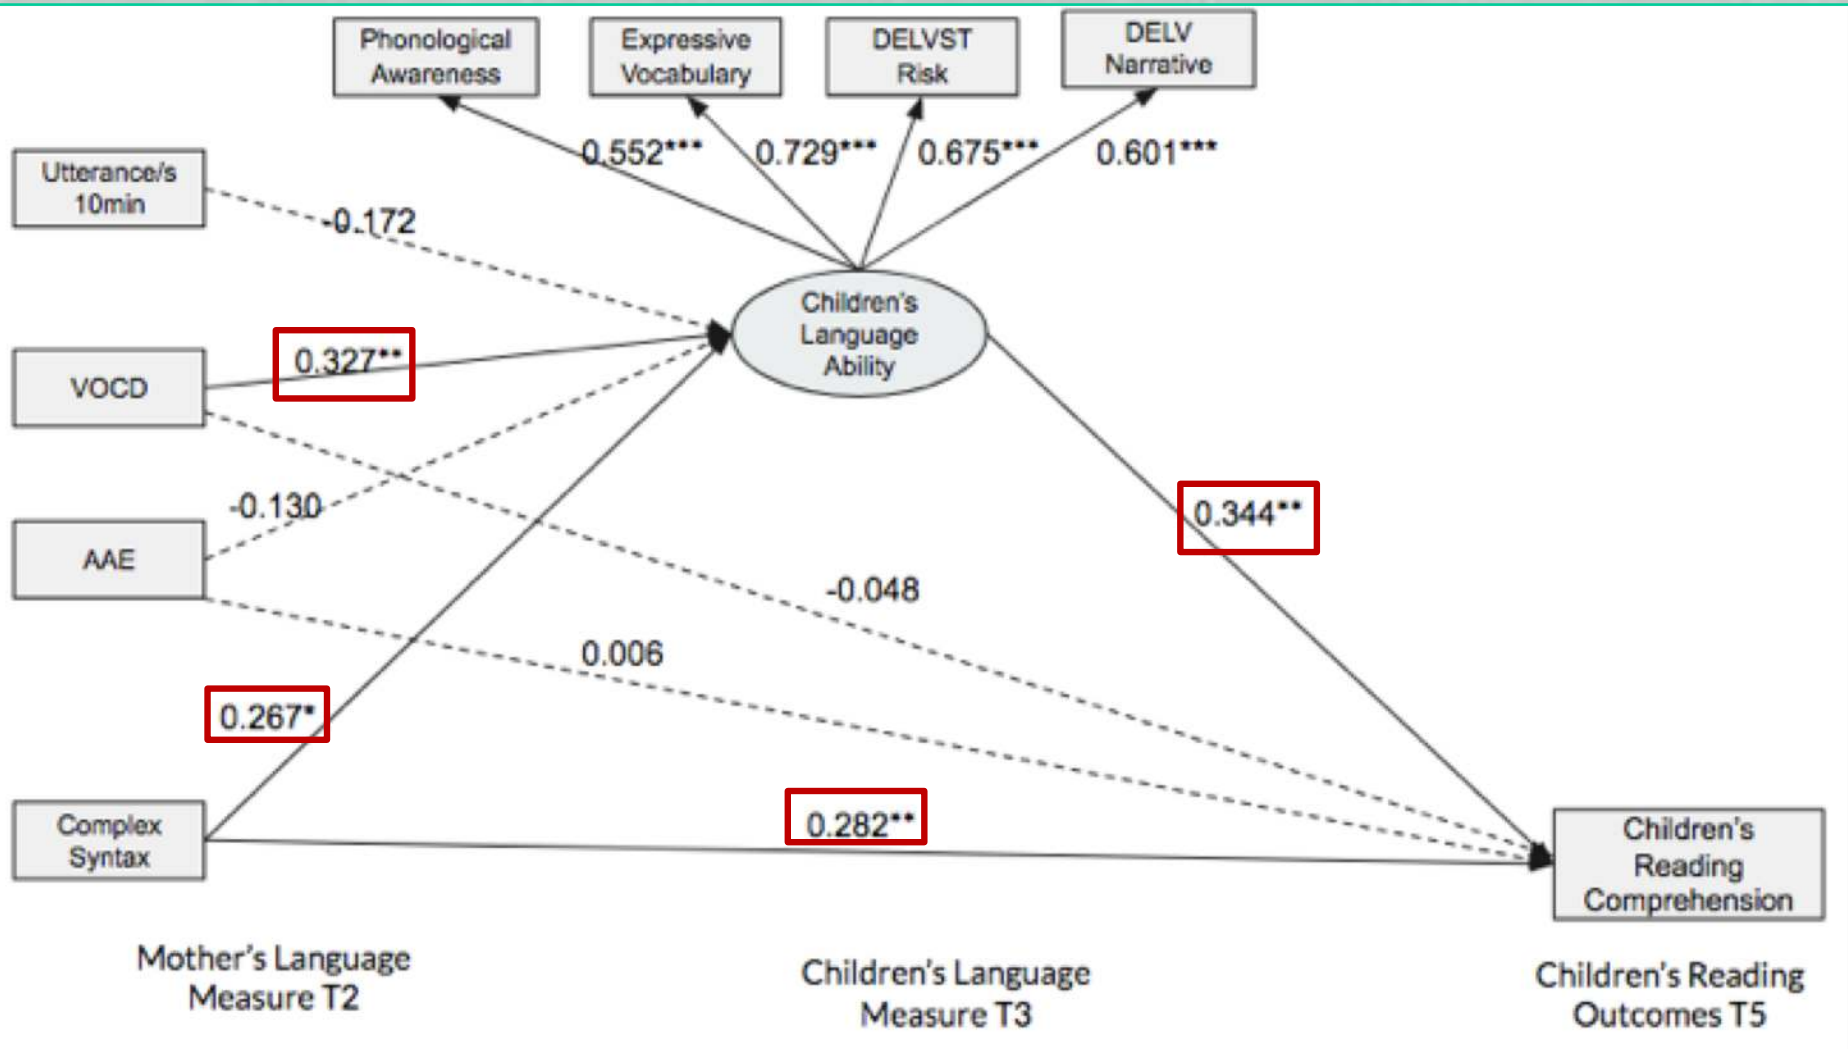 Phonological
Awareness
Expressive
Vocabulary
DELVST
Risk
DELV
Narrative
0.552***
0.729***
0.675***
0.601***
Utterance/s
10min
-0.172
Children's
Language
Ability
0.327**
VOCD
-0.130
AAE
0.344**
-0.048
0.006
0.267*
0.282**
Complex
Syntax
Children's
Reading
Comprehension
Mother's Language
Measure T2
Children's Language
Measure T3
Children's Reading
Outcomes T5